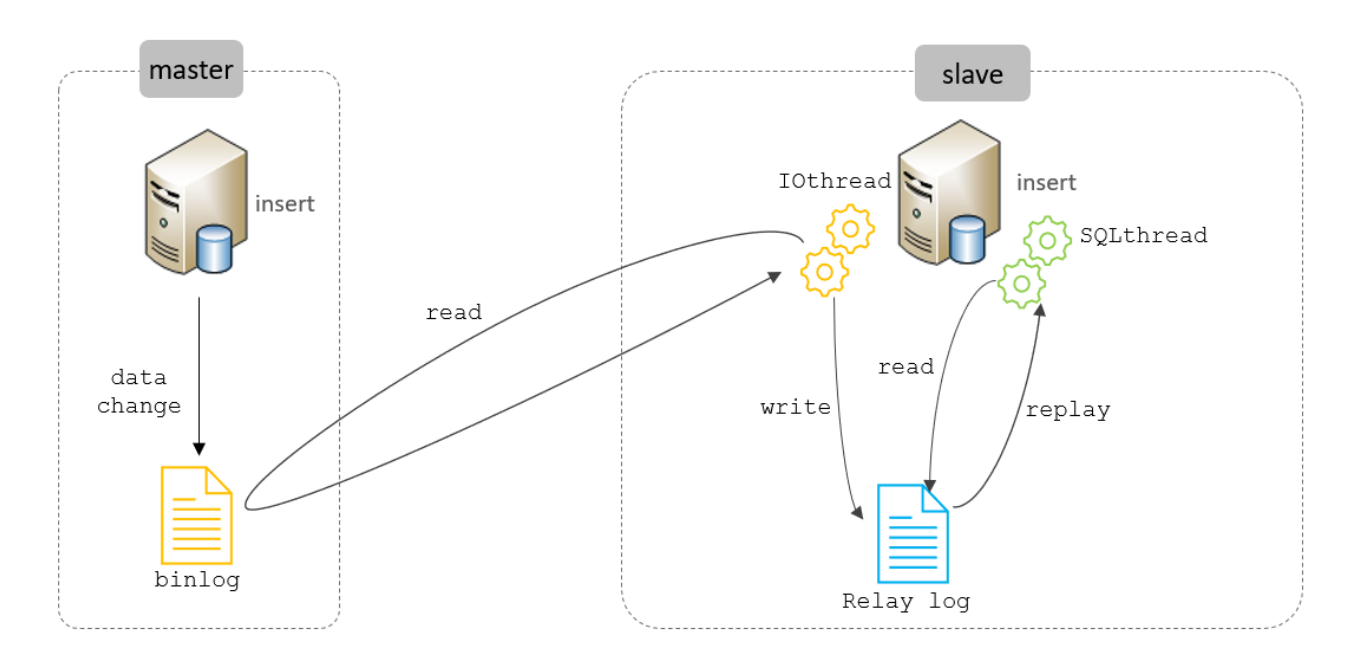 master
insert
data
change
binlog
read
slave
IOthread
insert
SQLthread
read
write
replay
Relay log